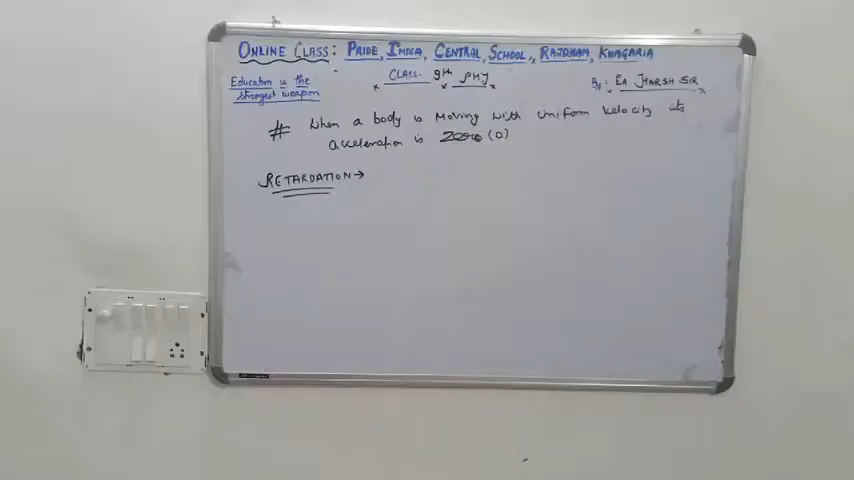 ONLINE CLASS: PRIDE, INDIA, CENTRAL, SCHOOL, RAJDHAM, KHAGARIA
Education is the strongest weapon
CLASS- 9th PHY
By: Er HARSH SIR
# When a body is moving with uniform velocity its
acceleration is zero (0)
RETARDATION →